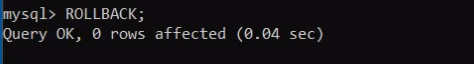 mysql> ROLLBACK;
Query OK, 0 rows affected (0.04 sec)